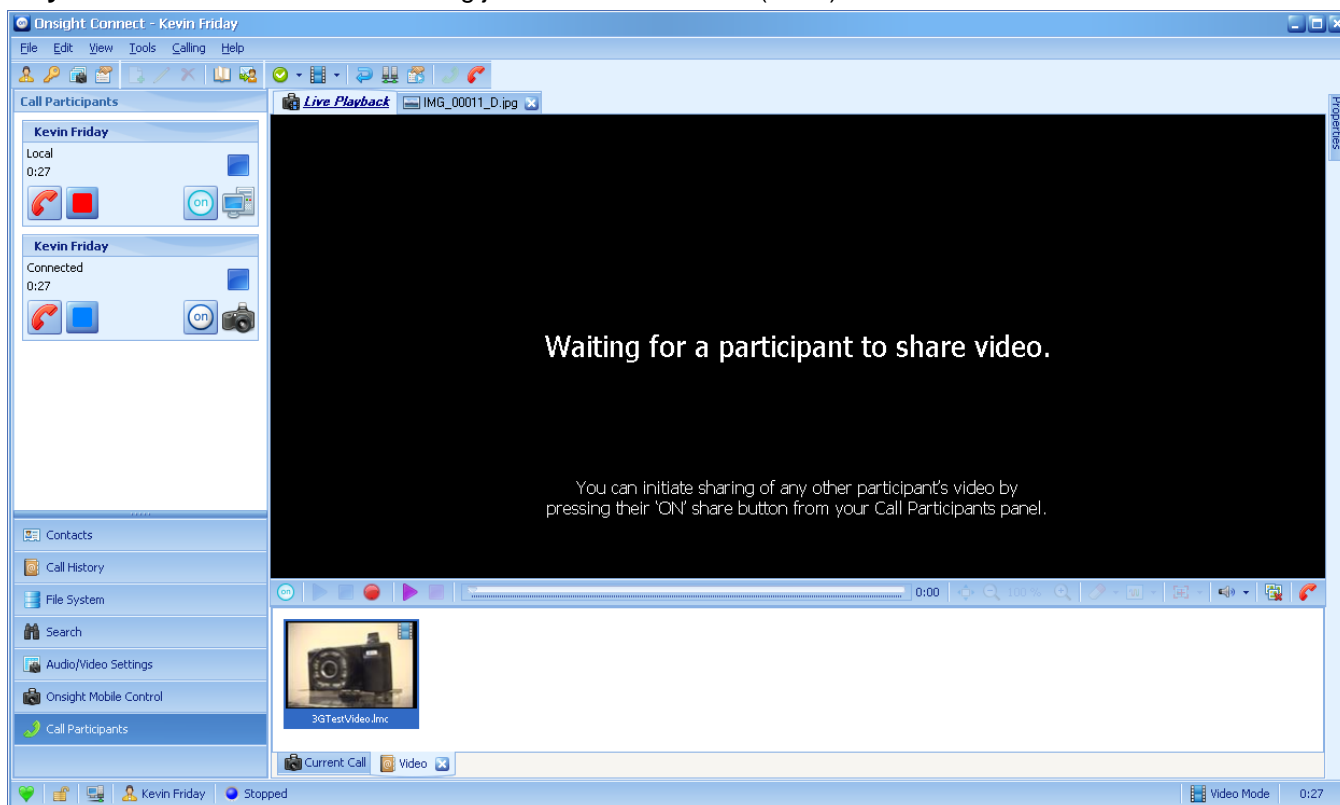 Onsight Connect - Kevin Friday
File Edit View Tools Calling Help
Call Participants
Live Playback IMG_00011_D.jpg
Properties
Kevin Friday
Local
0:27
on
Kevin Friday
Connected
0:27
on
Waiting for a participant to share video.
You can initiate sharing of any other participant's video by
pressing their 'ON' share button from your Call Participants panel.
Contacts
Call History
File System
Search
Audio/Video Settings
Onsight Mobile Control
Call Participants
on 0:00 100 %
3GTestVideo.lmc
Current Call Video
Kevin Friday Stopped Video Mode 0:27